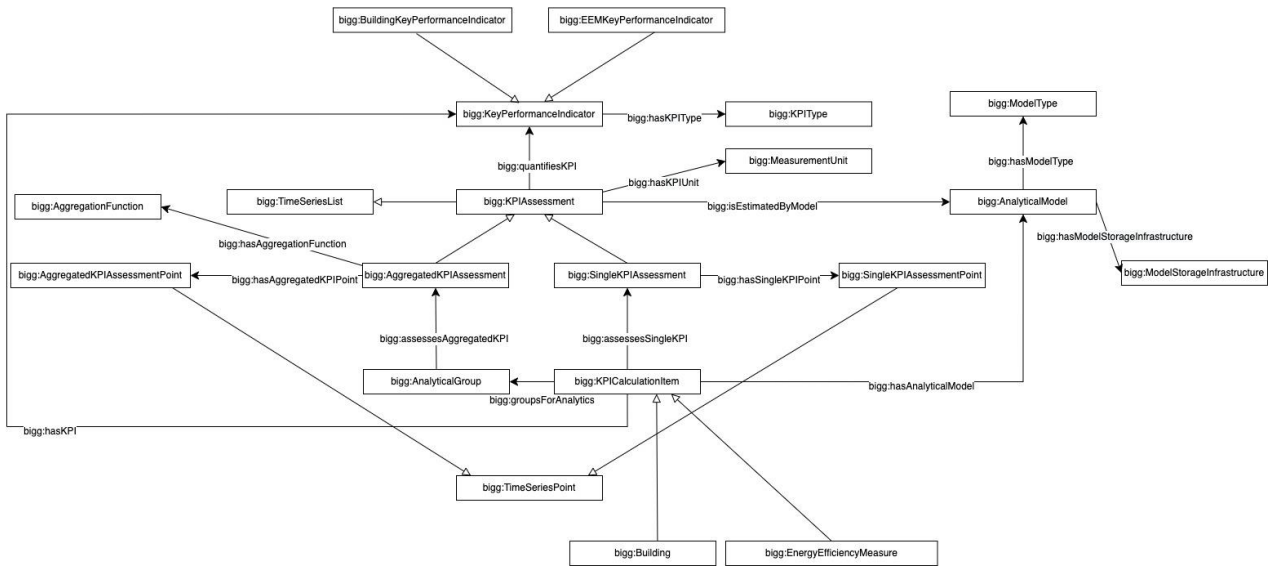 bigg:BuildingKeyPerformanceIndicator
bigg:EEMKeyPerformanceIndicator
bigg:KeyPerformanceIndicator
bigg:hasKPIType
bigg:KPIType
bigg:ModelType
bigg:quantifiesKPI
bigg:hasKPIUnit
bigg:MeasurementUnit
bigg:hasModelType
bigg:AggregationFunction
bigg:TimeSeriesList
bigg:KPIAssessment
bigg:isEstimatedByModel
bigg:AnalyticalModel
bigg:hasAggregationFunction
bigg:hasModelStorageInfrastructure
bigg:AggregatedKPIAssessmentPoint
bigg:hasAggregatedKPIPoint
bigg:AggregatedKPIAssessment
bigg:SingleKPIAssessment
bigg:hasSingleKPIPoint
bigg:SingleKPIAssessmentPoint
bigg:ModelStorageInfrastructure
bigg:assessesAggregatedKPI
bigg:assessesSingleKPI
bigg:AnalyticalGroup
bigg:KPICalculationItem
bigg:hasAnalyticalModel
bigg:groupsForAnalytics
bigg:hasKPI
bigg:TimeSeriesPoint
bigg:Building
bigg:EnergyEfficiencyMeasure